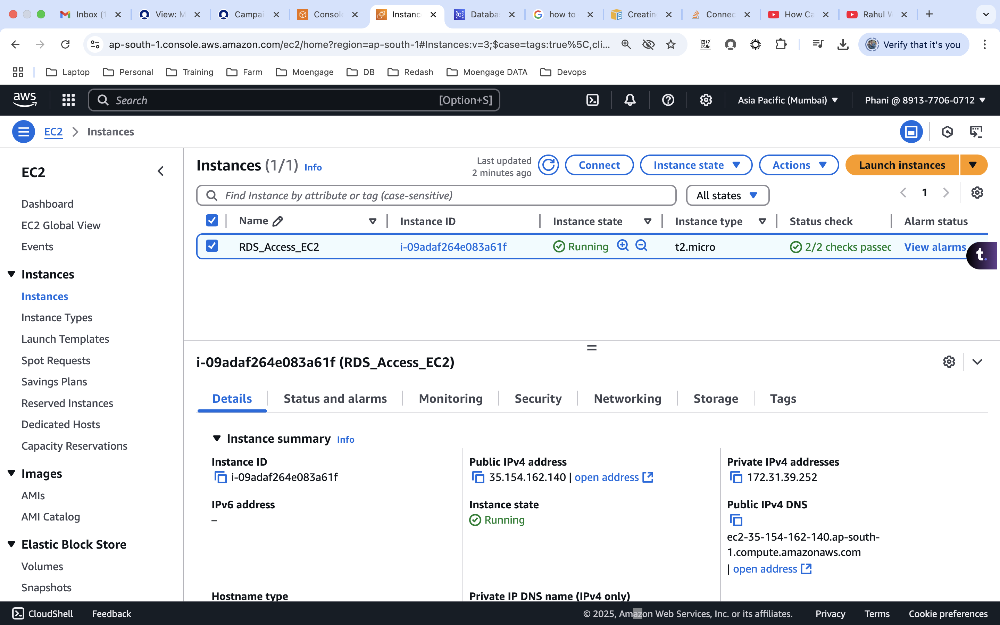 Inbox (1
View: M
Campai
Console
Instanc
Databa
how to
Creatin
Connec
How Ca
Rahul W
ap-south-1.console.aws.amazon.com/ec2/home?region=ap-south-1#Instances:v=3;$case=tags:true%5C,cli...
Verify that it's you
Laptop
Personal
Training
Farm
Moengage
DB
Redash
Moengage DATA
Devops
aws
Search
[Option+S]
Asia Pacific (Mumbai)
Phani @ 8913-7706-0712
EC2
Instances
EC2
Dashboard
EC2 Global View
Events
Instances
Instances
Instance Types
Launch Templates
Spot Requests
Savings Plans
Reserved Instances
Dedicated Hosts
Capacity Reservations
Images
AMIs
AMI Catalog
Elastic Block Store
Volumes
Snapshots
Instances (1/1) Info
Last updated
2 minutes ago
Connect
Instance state
Actions
Launch instances
Find Instance by attribute or tag (case-sensitive)
All states
1
Name
Instance ID
Instance state
Instance type
Status check
Alarm status
RDS_Access_EC2
i-09adaf264e083a61f
Running
t2.micro
2/2 checks passec
View alarms
t.
i-09adaf264e083a61f (RDS_Access_EC2)
Details
Status and alarms
Monitoring
Security
Networking
Storage
Tags
Instance summary Info
Instance ID
i-09adaf264e083a61f
Public IPv4 address
35.154.162.140 | open address
Private IPv4 addresses
172.31.39.252
IPv6 address
–
Instance state
Running
Public IPv4 DNS
ec2-35-154-162-140.ap-south-
1.compute.amazonaws.com
| open address
Hostname type
Private IP DNS name (IPv4 only)
CloudShell
Feedback
© 2025, Amazon Web Services, Inc. or its affiliates.
Privacy
Terms
Cookie preferences